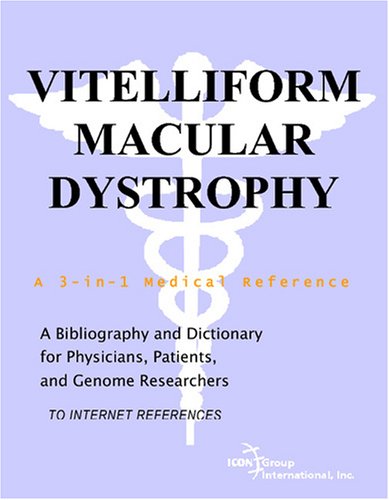 VITELLIFORM
MACULAR
DYSTROPHY
A 3-in-1 Medical Reference
A Bibliography and Dictionary
for Physicians, Patients,
and Genome Researchers
TO INTERNET REFERENCES
ICON Group
International, Inc.